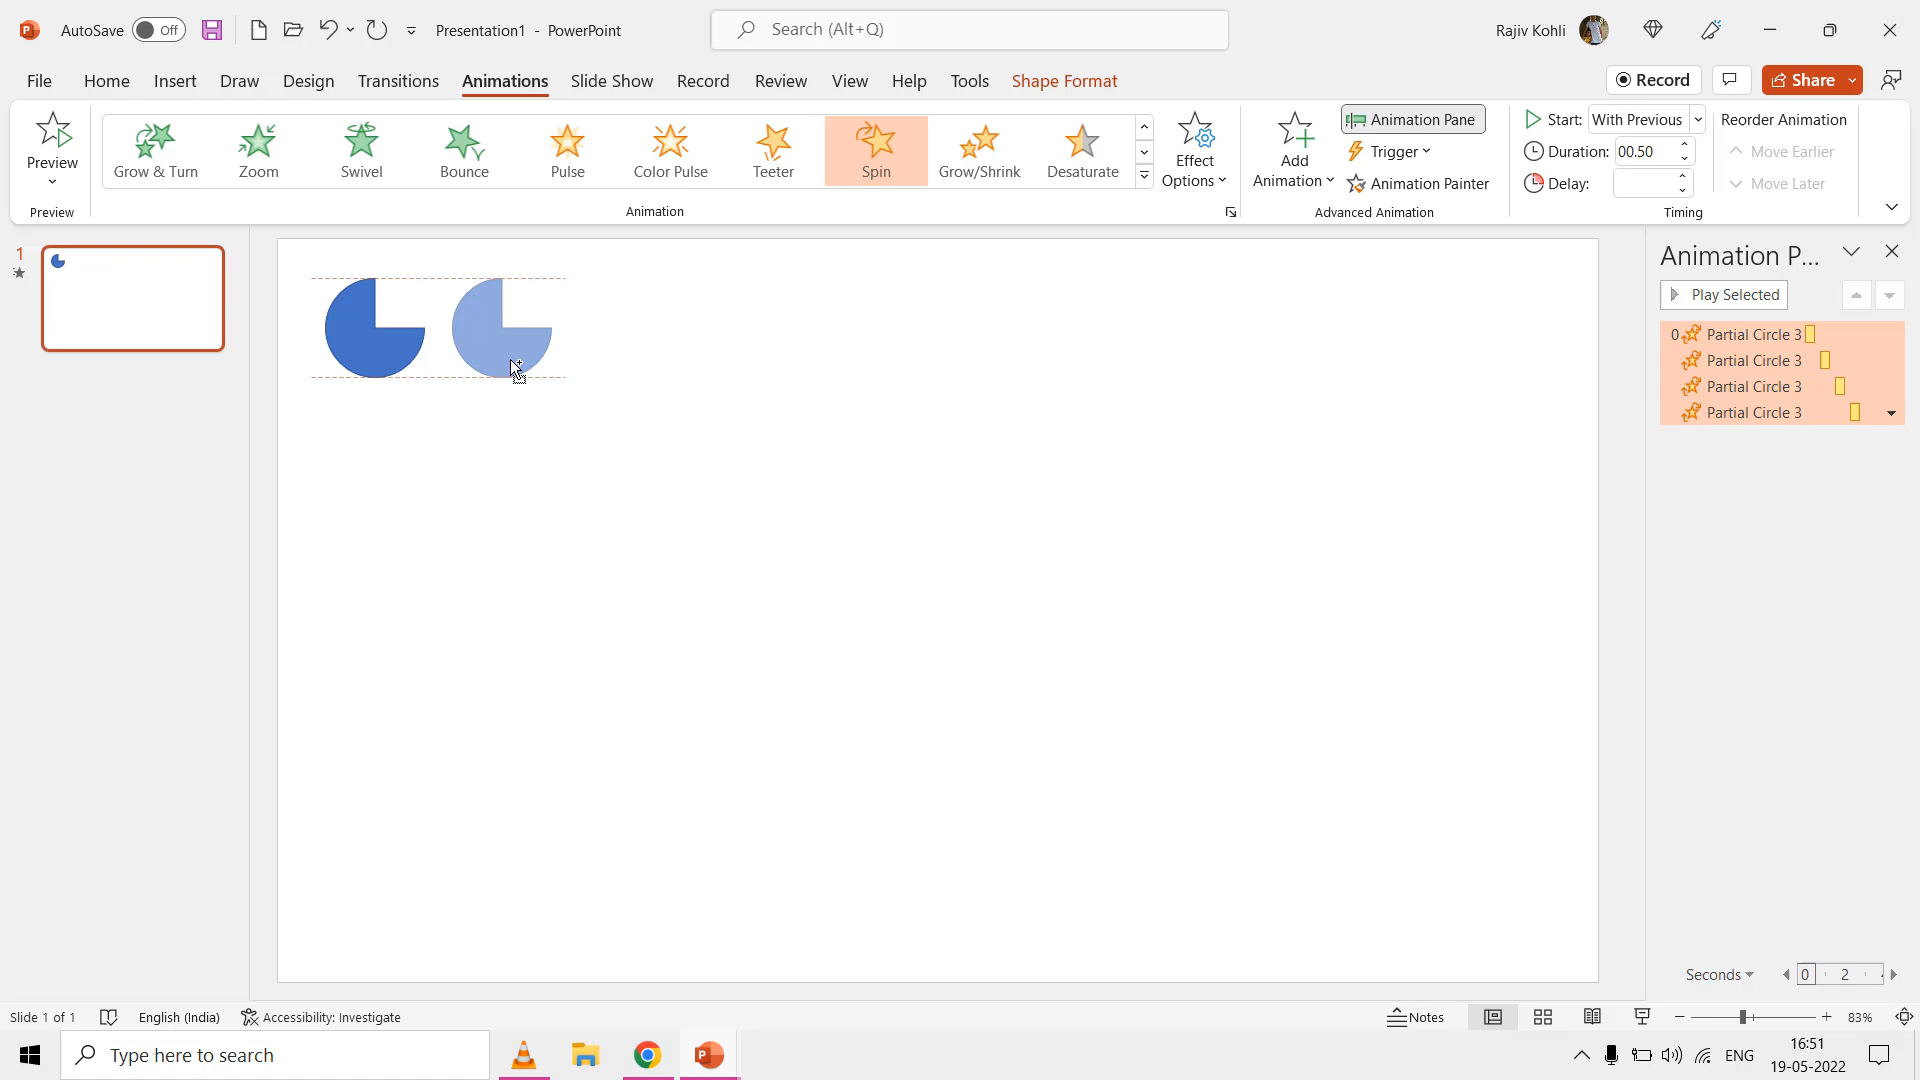 AutoSave Off Presentation1 - PowerPoint Search (Alt+Q) Rajiv Kohli
File Home Insert Draw Design Transitions Animations Slide Show Record Review View Help Tools Shape Format Record Share
Preview
Preview
Grow & Turn Zoom Swivel Bounce Pulse Color Pulse Teeter Spin Grow/Shrink Desaturate
Animation
Effect
Options
Add
Animation
Animation Pane
Trigger
Animation Painter
Advanced Animation
Start: With Previous
Duration: 00.50
Delay:
Timing
Reorder Animation
Move Earlier
Move Later
1
Animation P...
Play Selected
0 Partial Circle 3
Partial Circle 3
Partial Circle 3
Partial Circle 3
Seconds 0 2
Slide 1 of 1 English (India) Accessibility: Investigate Notes 83%
Type here to search ENG 16:51
19-05-2022